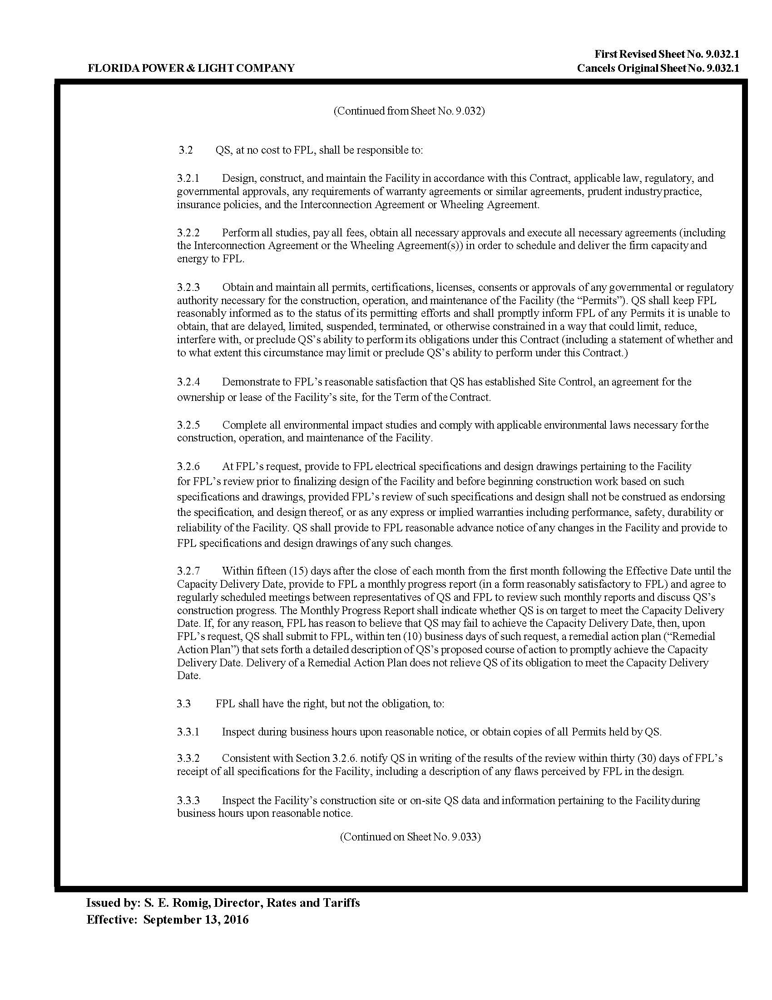 First Revised Sheet No. 9.032.1
FLORIDA POWER & LIGHT COMPANY Cancels Original Sheet No. 9.032.1
(Continued from Sheet No. 9.032)
3.2 QS, at no cost to FPL, shall be responsible to:
3.2.1 Design, construct, and maintain the Facility in accordance with this Contract, applicable law, regulatory, and
governmental approvals, any requirements of warranty agreements or similar agreements, prudent industry practice,
insurance policies, and the Interconnection Agreement or Wheeling Agreement.
3.2.2 Perform all studies, pay all fees, obtain all necessary approvals and execute all necessary agreements (including
the Interconnection Agreement or the Wheeling Agreement(s)) in order to schedule and deliver the firm capacity and
energy to FPL.
3.2.3 Obtain and maintain all permits, certifications, licenses, consents or approvals of any governmental or regulatory
authority necessary for the construction, operation, and maintenance of the Facility (the “Permits”). QS shall keep FPL
reasonably informed as to the status of its permitting efforts and shall promptly inform FPL of any Permits it is unable to
obtain, that are delayed, limited, suspended, terminated, or otherwise constrained in a way that could limit, reduce,
interfere with, or preclude QS’s ability to perform its obligations under this Contract (including a statement of whether and
to what extent this circumstance may limit or preclude QS’s ability to perform under this Contract.)
3.2.4 Demonstrate to FPL’s reasonable satisfaction that QS has established Site Control, an agreement for the
ownership or lease of the Facility’s site, for the Term of the Contract.
3.2.5 Complete all environmental impact studies and comply with applicable environmental laws necessary for the
construction, operation, and maintenance of the Facility.
3.2.6 At FPL’s request, provide to FPL electrical specifications and design drawings pertaining to the Facility
for FPL’s review prior to finalizing design of the Facility and before beginning construction work based on such
specifications and drawings, provided FPL’s review of such specifications and design shall not be construed as endorsing
the specification, and design thereof, or as any express or implied warranties including performance, safety, durability or
reliability of the Facility. QS shall provide to FPL reasonable advance notice of any changes in the Facility and provide to
FPL specifications and design drawings of any such changes.
3.2.7 Within fifteen (15) days after the close of each month from the first month following the Effective Date until the
Capacity Delivery Date, provide to FPL a monthly progress report (in a form reasonably satisfactory to FPL) and agree to
regularly scheduled meetings between representatives of QS and FPL to review such monthly reports and discuss QS’s
construction progress. The Monthly Progress Report shall indicate whether QS is on target to meet the Capacity Delivery
Date. If, for any reason, FPL has reason to believe that QS may fail to achieve the Capacity Delivery Date, then, upon
FPL’s request, QS shall submit to FPL, within ten (10) business days of such request, a remedial action plan (“Remedial
Action Plan”) that sets forth a detailed description of QS’s proposed course of action to promptly achieve the Capacity
Delivery Date. Delivery of a Remedial Action Plan does not relieve QS of its obligation to meet the Capacity Delivery
Date.
3.3 FPL shall have the right, but not the obligation, to:
3.3.1 Inspect during business hours upon reasonable notice, or obtain copies of all Permits held by QS.
3.3.2 Consistent with Section 3.2.6. notify QS in writing of the results of the review within thirty (30) days of FPL’s
receipt of all specifications for the Facility, including a description of any flaws perceived by FPL in the design.
3.3.3 Inspect the Facility’s construction site or on-site QS data and information pertaining to the Facility during
business hours upon reasonable notice.
(Continued on Sheet No. 9.033)
Issued by: S. E. Romig, Director, Rates and Tariffs
Effective: September 13, 2016